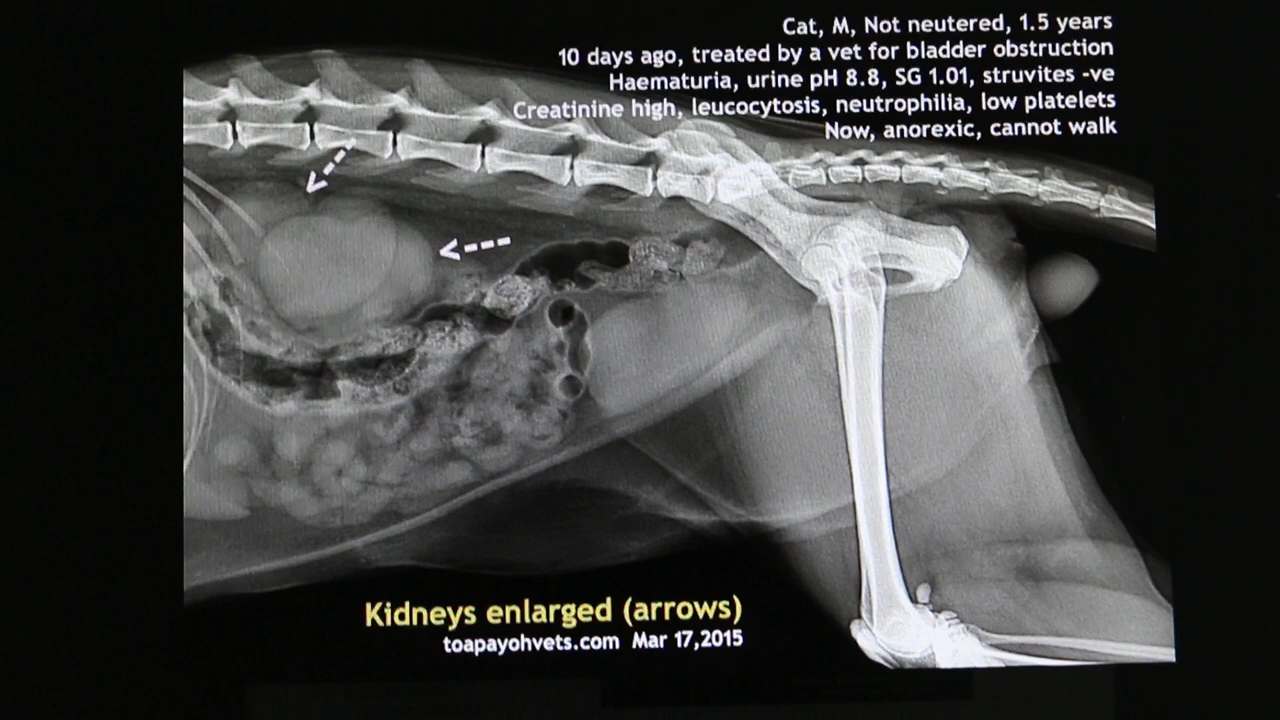 Cat, M, Not neutered, 1.5 years
10 days ago, treated by a vet for bladder obstruction
Haematuria, urine pH 8.8, SG 1.01, struvites -ve
Creatinine high, leucocytosis, neutrophilia, low platelets
Now, anorexic, cannot walk
Kidneys enlarged (arrows)
toapayohvets.com Mar 17,2015